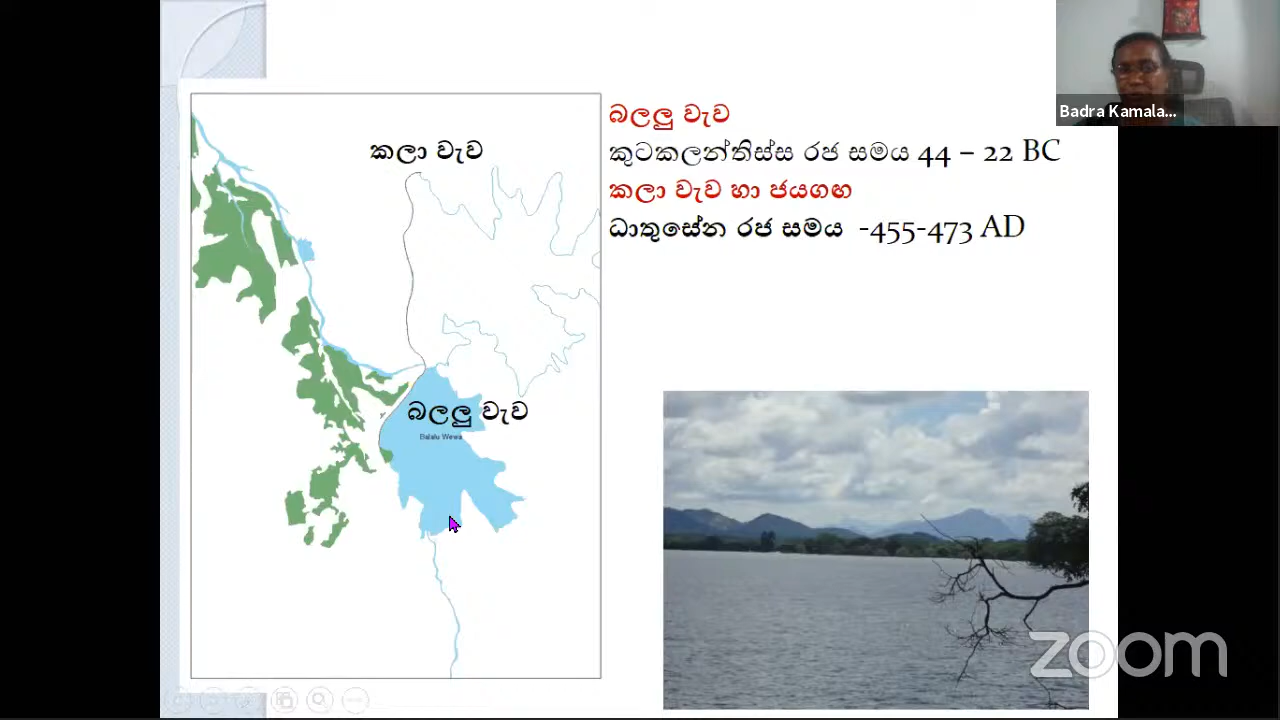 Badra Kamala...
බලලු වැව
කුටකලන්තිස්ස රජ සමය 44 – 22 BC
කලා වැව හා ජයගඟ
ධාතුසේන රජ සමය -455-473 AD
කලා වැව
බලලු වැව
Balalu Wewa
zoom